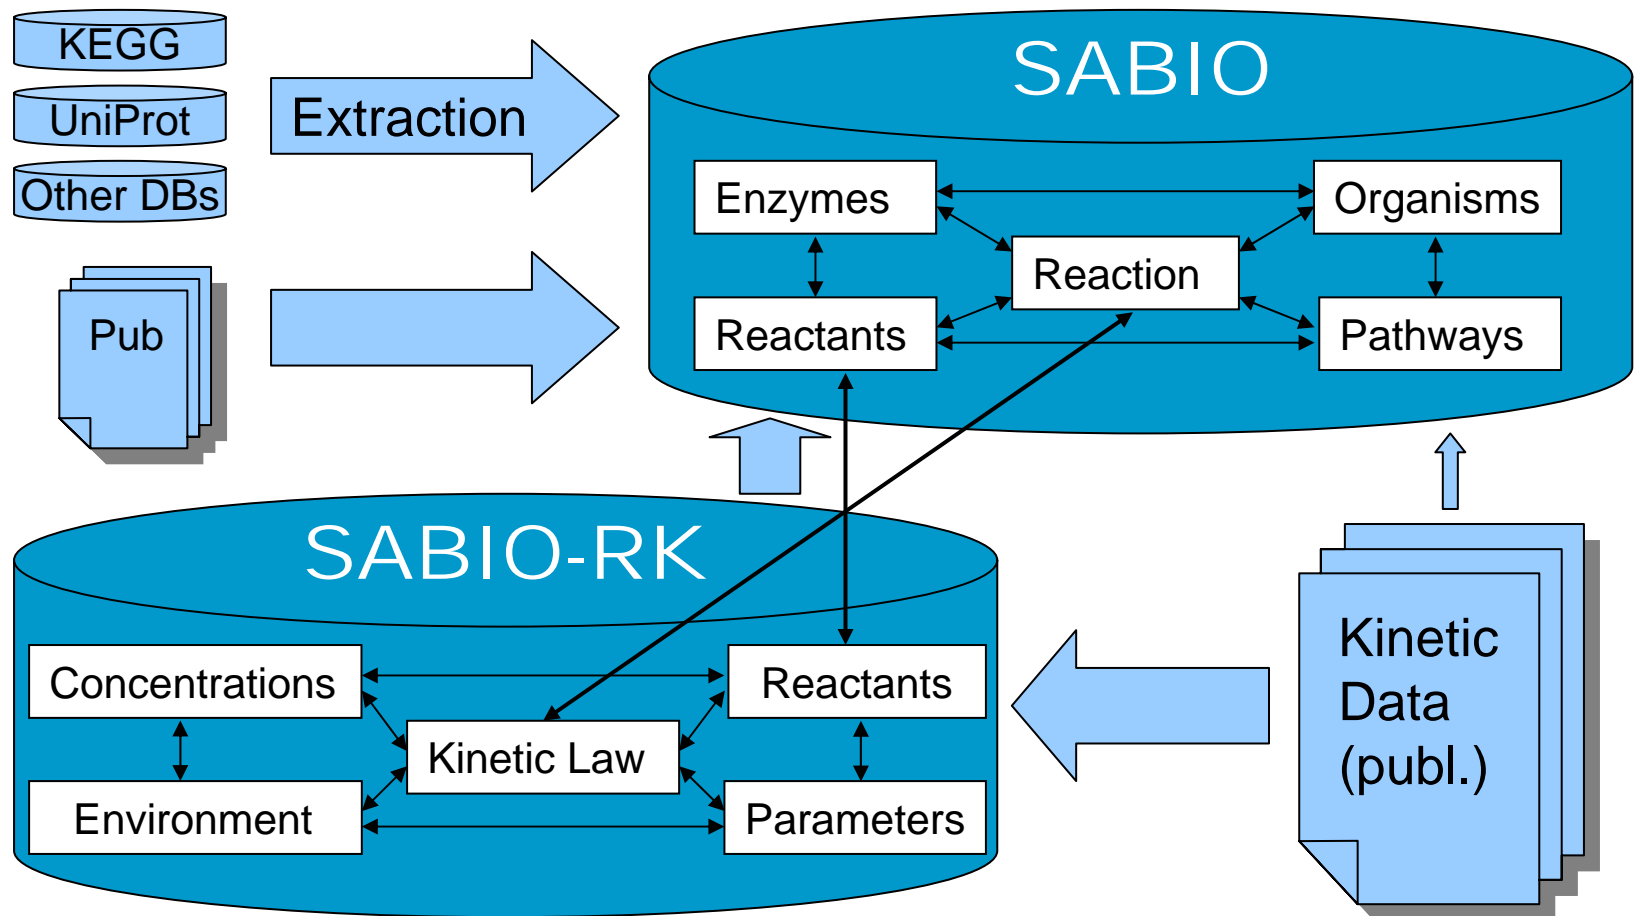 KEGG
UniProt
Other DBs
Pub
Extraction
SABIO
Enzymes
Organisms
Reaction
Reactants
Pathways
SABIO-RK
Concentrations
Reactants
Kinetic Law
Environment
Parameters
Kinetic
Data
(publ.)